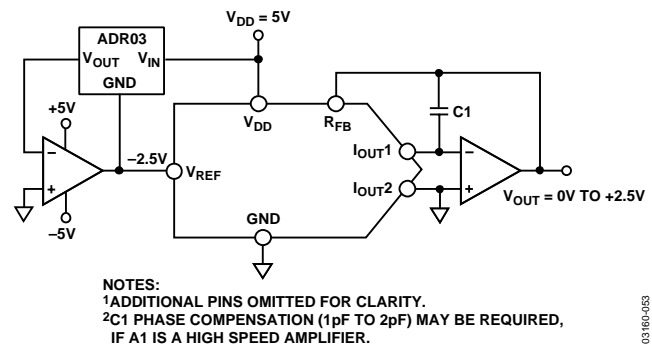 ADR03
VOUT VIN
GND
VDD = 5V
+5V
–5V
–2.5V
VREF
VDD
RFB
C1
IOUT1
IOUT2
GND
– +
– +
VOUT = 0V TO +2.5V
NOTES:
1ADDITIONAL PINS OMITTED FOR CLARITY.
2C1 PHASE COMPENSATION (1pF TO 2pF) MAY BE REQUIRED,
IF A1 IS A HIGH SPEED AMPLIFIER.
03160-053